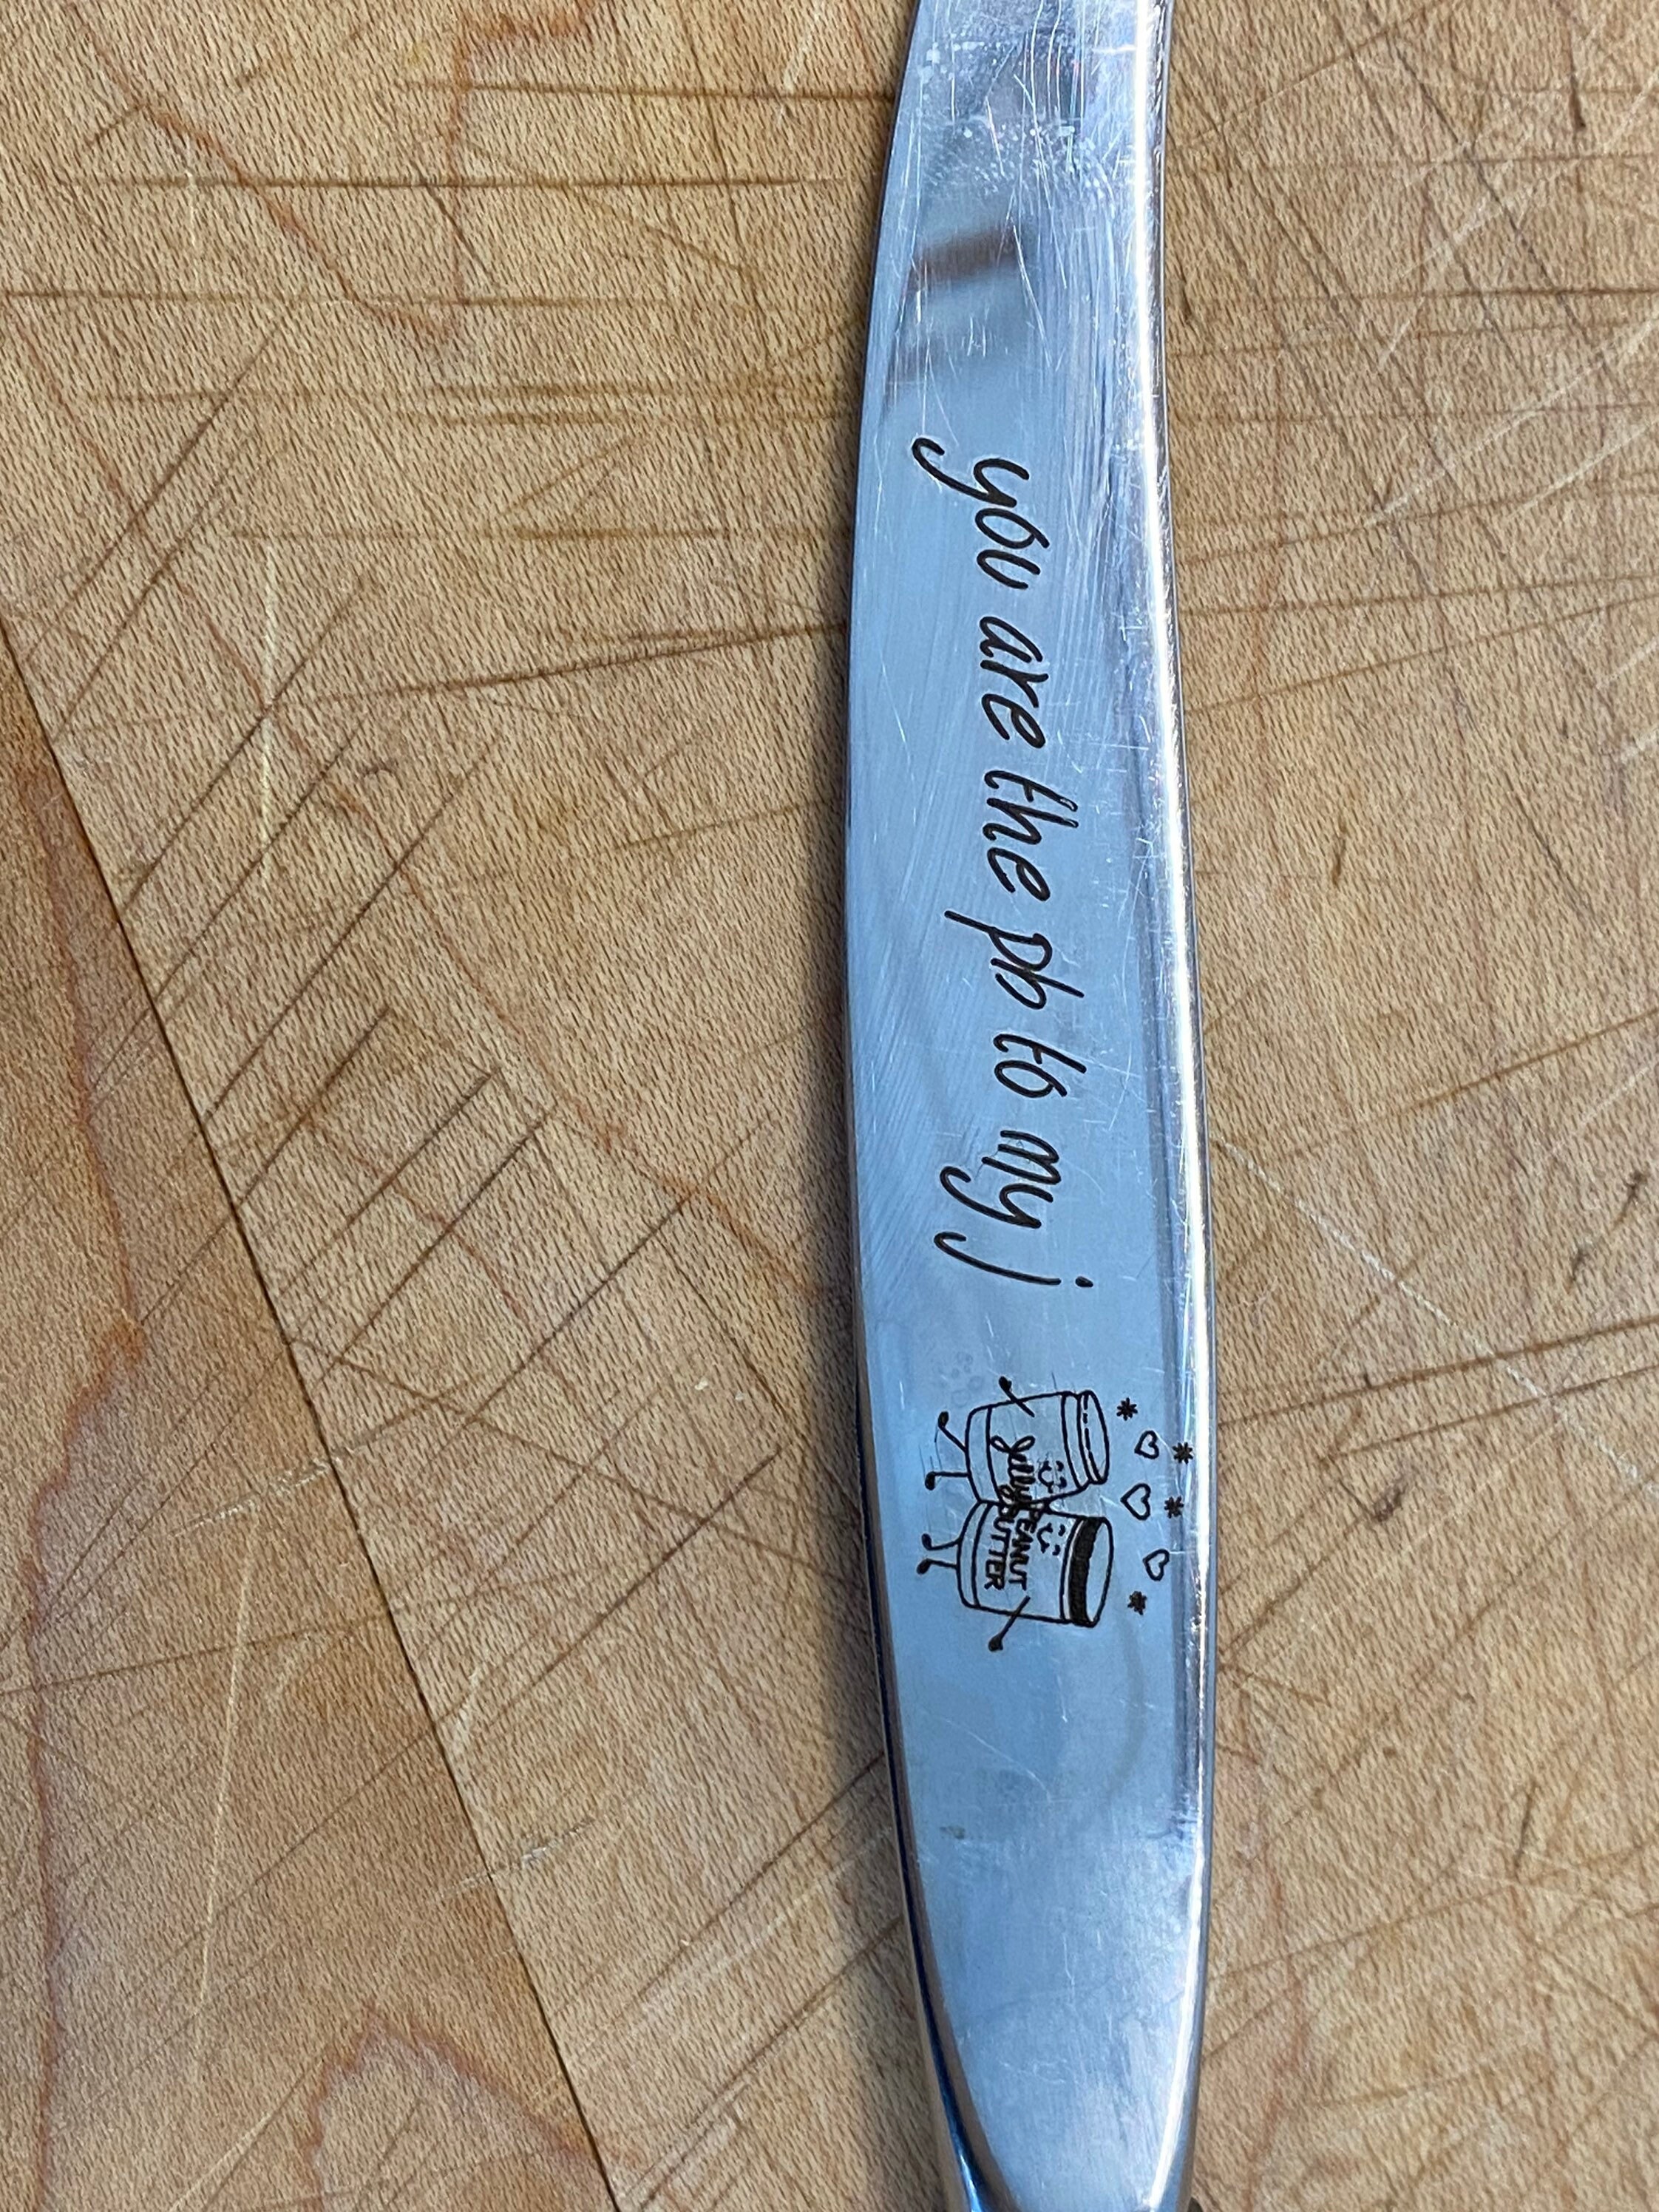 you are the pb to my j
Jelly
PEANUT
BUTTER